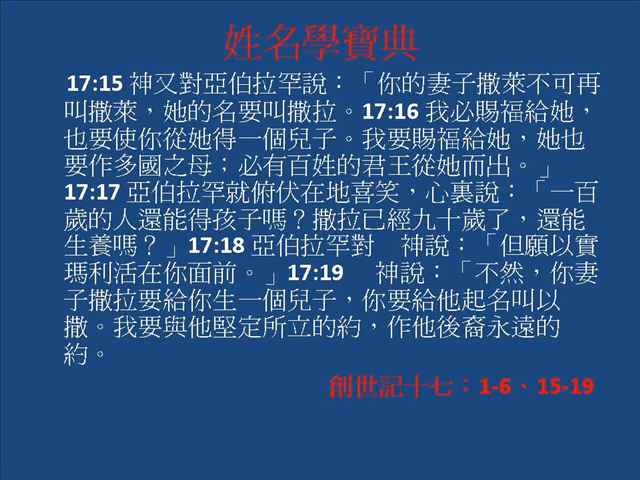 姓名學寶典
17:15 神又對亞伯拉罕說：「你的妻子撒萊不可再
叫撒萊，她的名要叫撒拉。17:16 我必賜福給她，
也要使你從她得一個兒子。我要賜福給她，她也
要作多國之母；必有百姓的君王從她而出。」
17:17 亞伯拉罕就俯伏在地喜笑，心裏說：「一百
歲的人還能得孩子嗎？撒拉已經九十歲了，還能
生養嗎？」17:18 亞伯拉罕對　神說：「但願以實
瑪利活在你面前。」17:19 　神說：「不然，你妻
子撒拉要給你生一個兒子，你要給他起名叫以
撒。我要與他堅定所立的約，作他後裔永遠的
約。
創世記十七：1-6、15-19